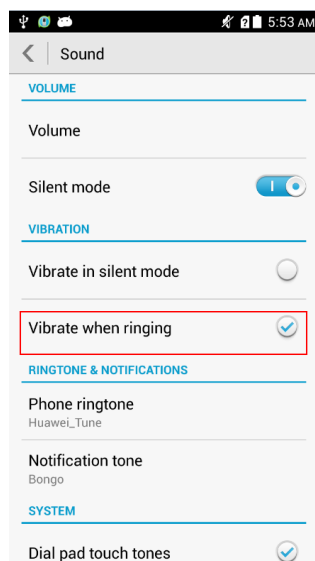 5:53 AM
Sound
VOLUME
Volume
Silent mode
VIBRATION
Vibrate in silent mode
Vibrate when ringing
RINGTONE & NOTIFICATIONS
Phone ringtone
Huawei_Tune
Notification tone
Bongo
SYSTEM
Dial pad touch tones